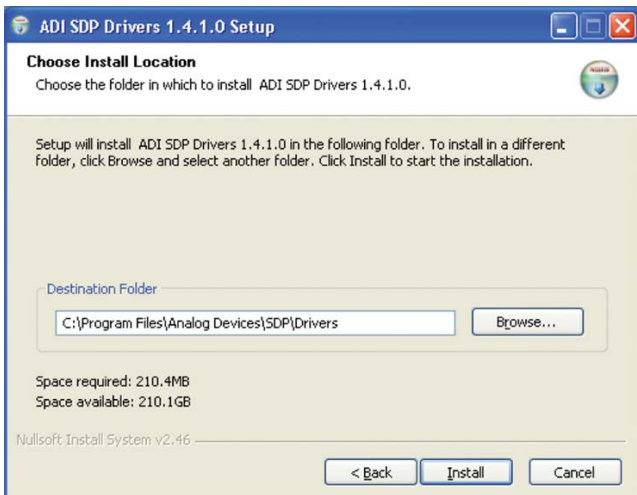 ADI SDP Drivers 1.4.1.0 Setup
Choose Install Location
Choose the folder in which to install ADI SDP Drivers 1.4.1.0.
Setup will install ADI SDP Drivers 1.4.1.0 in the following folder. To install in a different
folder, click Browse and select another folder. Click Install to start the installation.
Destination Folder
C:\Program Files\Analog Devices\SDP\Drivers
Browse...
Space required: 210.4MB
Space available: 210.1GB
Nullsoft Install System v2.46
< Back Install Cancel